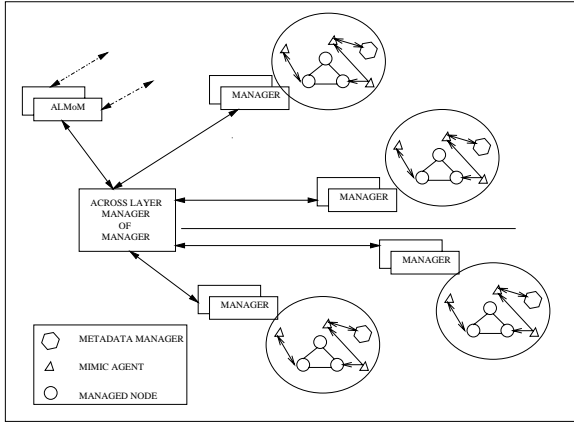 MANAGER
ALMoM
MANAGER
ACROSS LAYER
MANAGER
OF
MANAGER
MANAGER
MANAGER
METADATA MANAGER
MIMIC AGENT
MANAGED NODE